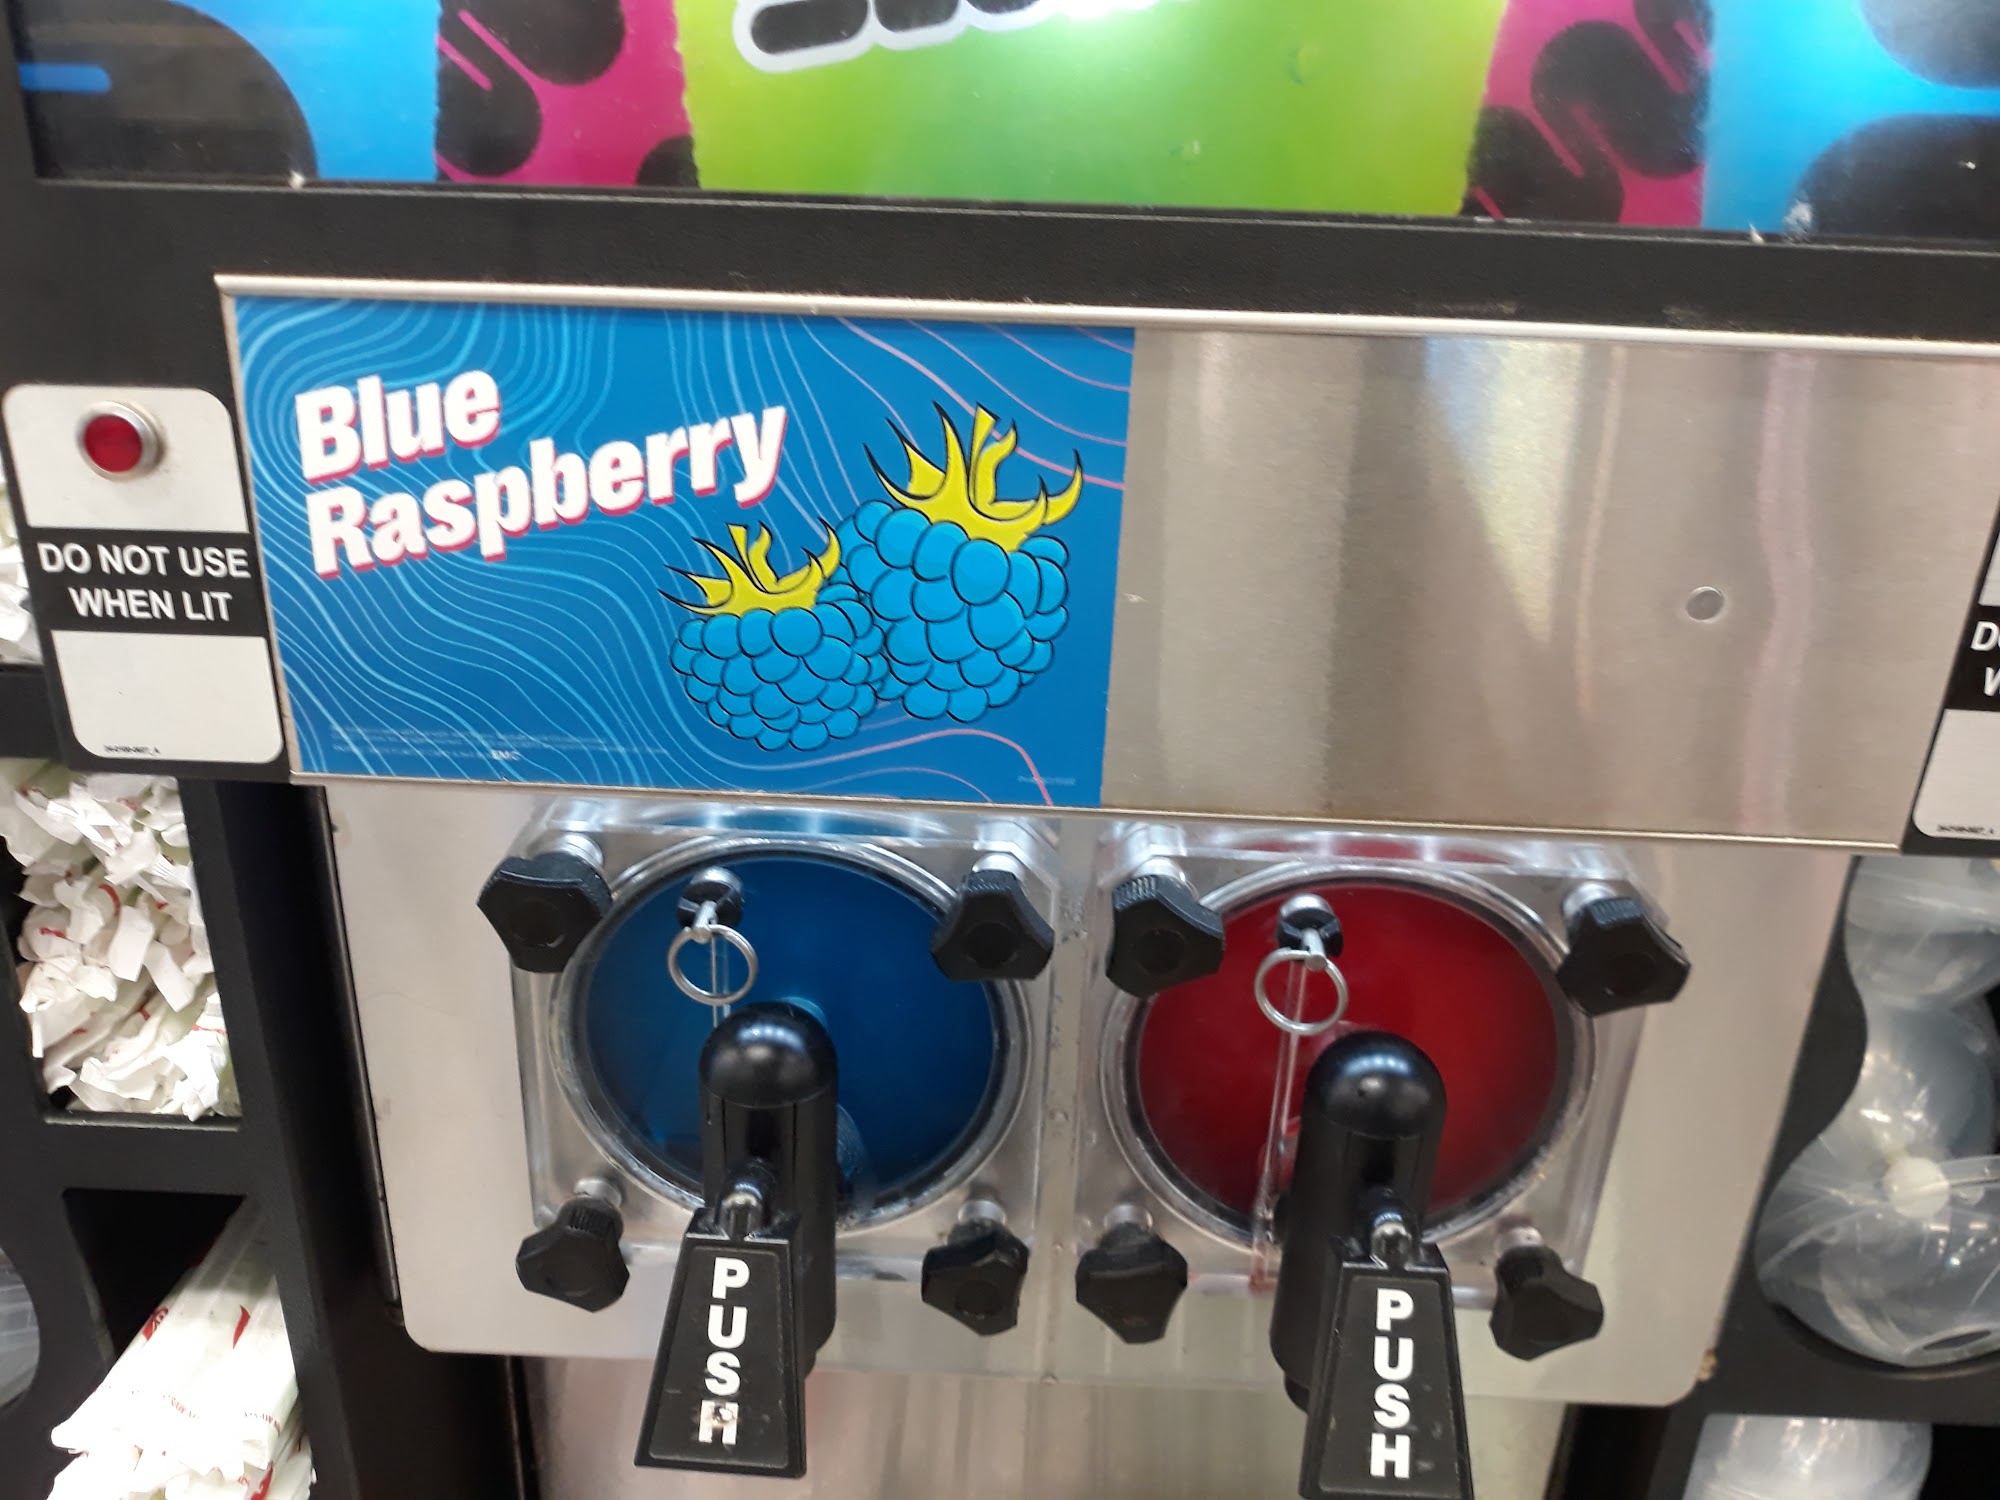 Blue
Raspberry
DO NOT USE
WHEN LIT
PUSH
PUSH